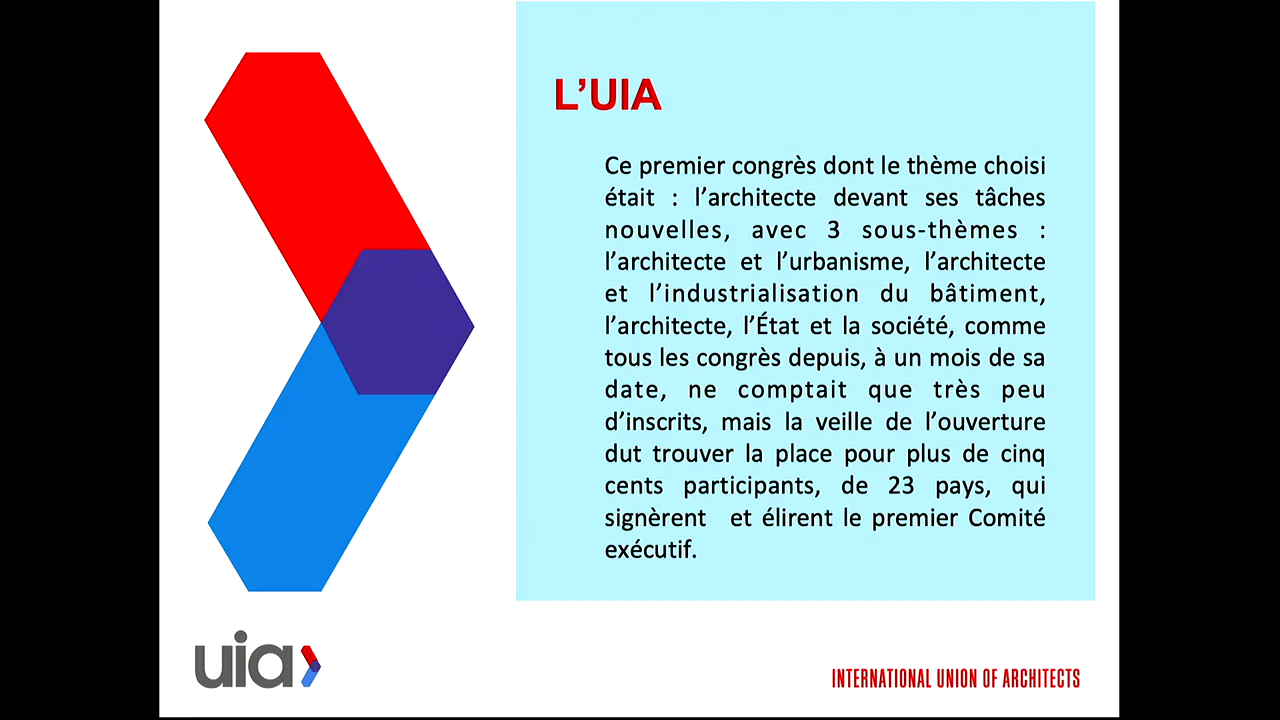 L’UIA
Ce premier congrès dont le thème choisi
était : l’architecte devant ses tâches
nouvelles, avec 3 sous-thèmes :
l’architecte et l’urbanisme, l’architecte
et l’industrialisation du bâtiment,
l’architecte, l’État et la société, comme
tous les congrès depuis, à un mois de sa
date, ne comptait que très peu
d’inscrits, mais la veille de l’ouverture
dut trouver la place pour plus de cinq
cents participants, de 23 pays, qui
signèrent et élirent le premier Comité
exécutif.
uia
INTERNATIONAL UNION OF ARCHITECTS